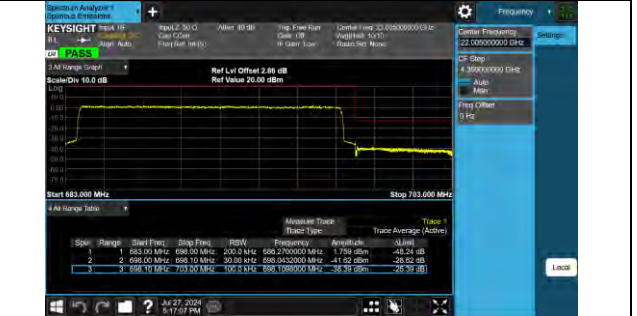 Spectrum Analyzer 1
Spurious Emissions
Frequency
KEYSIGHT Input: RF
Input Z: 50 Ω
Atten: 40 dB
Trig: Free Run
Center Freq: 22.005000000 GHz
Align: Auto
Freq Ref: Int (S)
Gate: Off
Avg|Hold: 10/10
IF Gain: Low
Radio Std: None
PASS
Center Frequency
22.005000000 GHz
Settings
CF Step
4.399000000 GHz
Auto
Man
Freq Offset
0 Hz
3 All Range Graph
Ref Lvl Offset 2.86 dB
Scale/Div 10.0 dB
Ref Value 20.00 dBm
Log
Start 683.000 MHz
Stop 703.000 MHz
4 All Range Table
Measure Trace
Trace 1
Trace Type
Trace Average (Active)
Spur Range Start Freq Stop Freq RBW Frequency Amplitude ΔLimit
1 1 683.00 MHz 698.00 MHz 200.0 kHz 686.2700000 MHz 1.759 dBm -48.24 dB
2 2 698.00 MHz 698.10 MHz 30.00 kHz 698.0432000 MHz -41.62 dBm -28.62 dB
3 3 698.10 MHz 703.00 MHz 100.0 kHz 698.1098000 MHz -38.39 dBm -25.39 dB
Local
Jul 27, 2024
5:17:07 PM